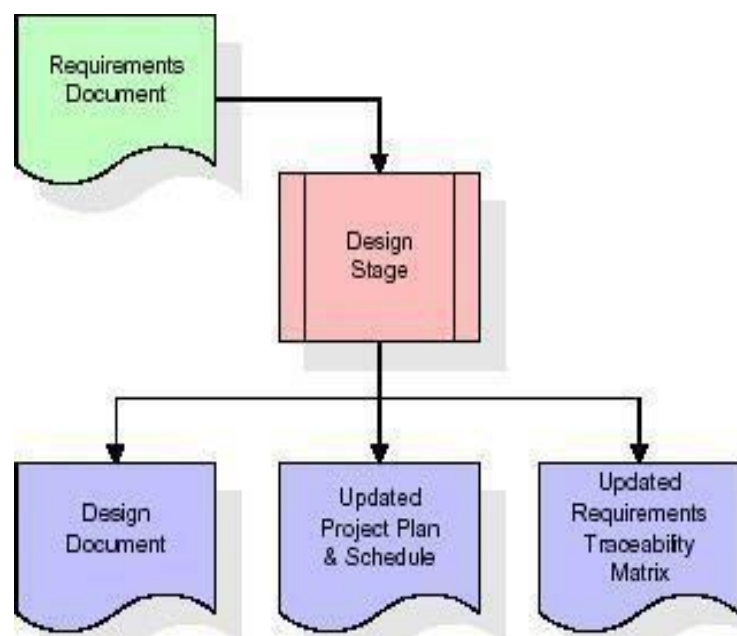 Requirements
Document
Design
Stage
Design
Document
Updated
Project Plan
& Schedule
Updated
Requirements
Traceability
Matrix